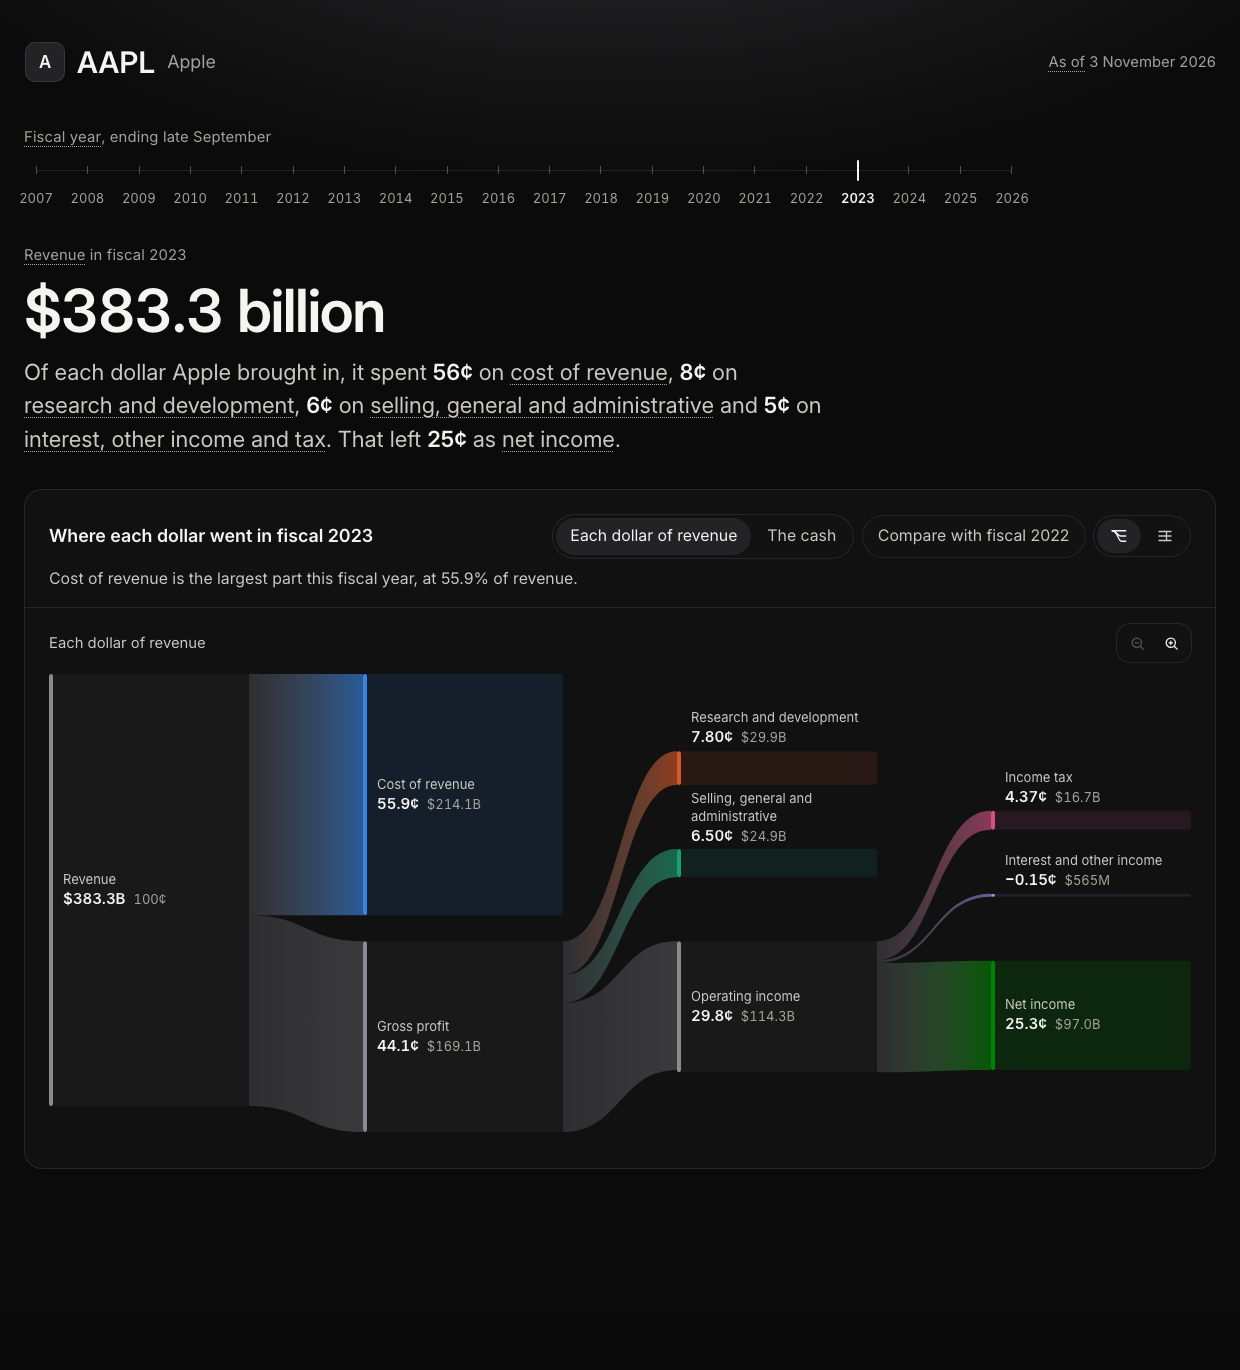 A AAPL Apple
As of 3 November 2026
Fiscal year, ending late September
2007 2008 2009 2010 2011 2012 2013 2014 2015 2016 2017 2018 2019 2020 2021 2022 2023 2024 2025 2026
Revenue in fiscal 2023
$383.3 billion
Of each dollar Apple brought in, it spent 56¢ on cost of revenue, 8¢ on
research and development, 6¢ on selling, general and administrative and 5¢ on
interest, other income and tax. That left 25¢ as net income.
Where each dollar went in fiscal 2023
Each dollar of revenue The cash Compare with fiscal 2022
Cost of revenue is the largest part this fiscal year, at 55.9% of revenue.
Each dollar of revenue
Revenue
$383.3B 100¢
Cost of revenue
55.9¢ $214.1B
Gross profit
44.1¢ $169.1B
Research and development
7.80¢ $29.9B
Selling, general and
administrative
6.50¢ $24.9B
Operating income
29.8¢ $114.3B
Income tax
4.37¢ $16.7B
Interest and other income
−0.15¢ $565M
Net income
25.3¢ $97.0B